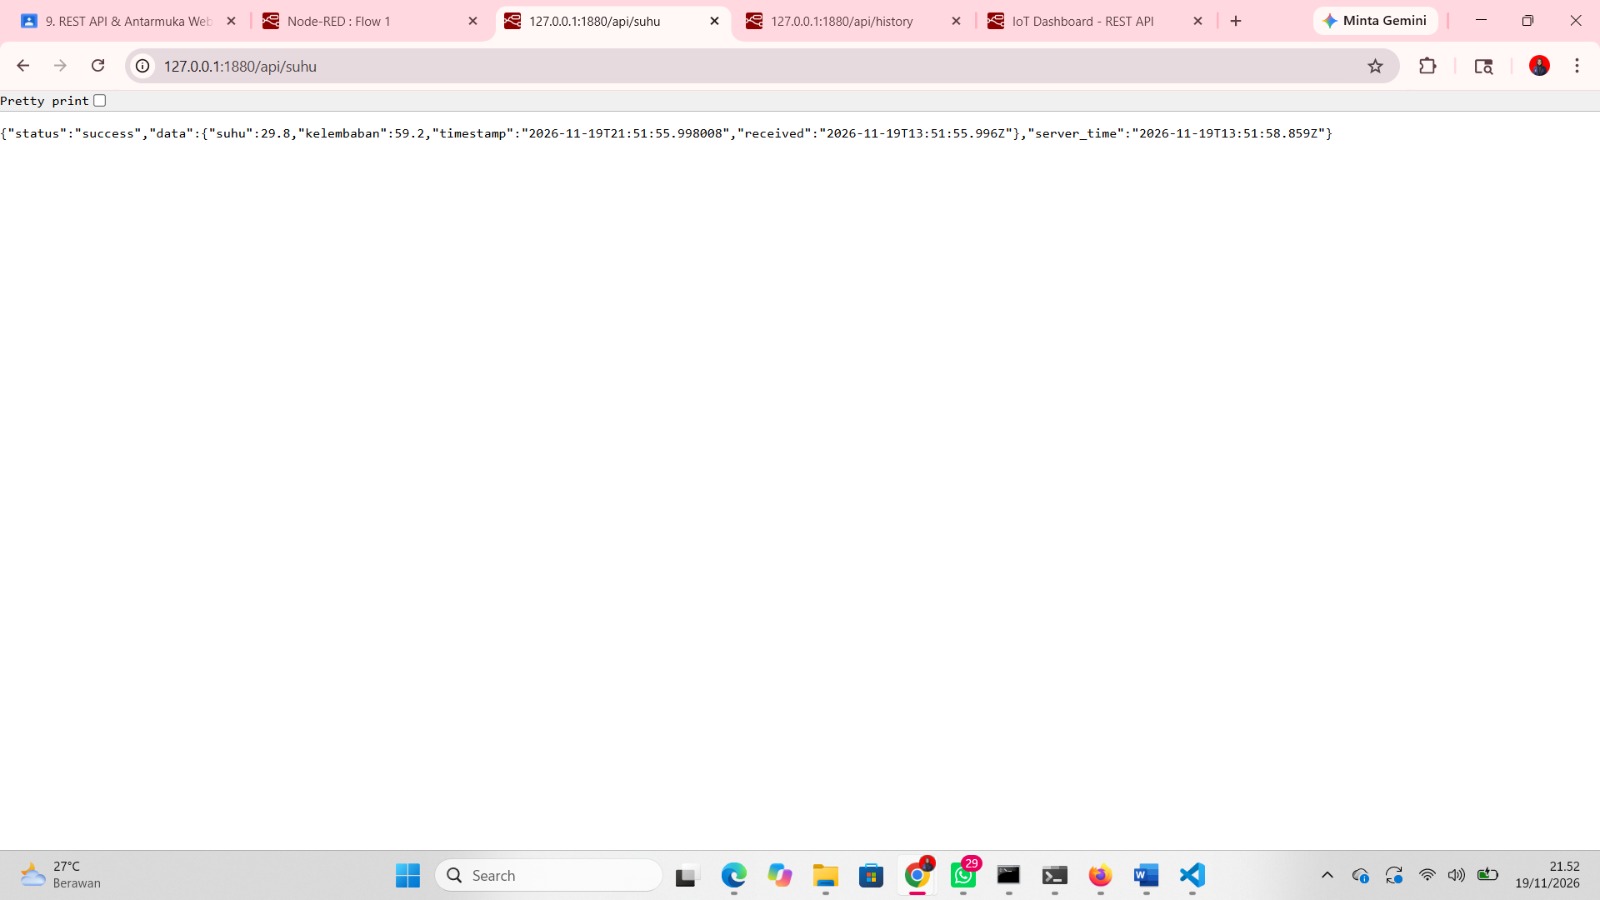 9. REST API & Antarmuka Web
Node-RED : Flow 1
127.0.0.1:1880/api/suhu
127.0.0.1:1880/api/history
IoT Dashboard - REST API
Minta Gemini
127.0.0.1:1880/api/suhu
Pretty print
{"status":"success","data":{"suhu":29.8,"kelembaban":59.2,"timestamp":"2026-11-19T21:51:55.998008","received":"2026-11-19T13:51:55.996Z"},"server_time":"2026-11-19T13:51:58.859Z"}
27°C
Berawan
Search
29
21.52
19/11/2026